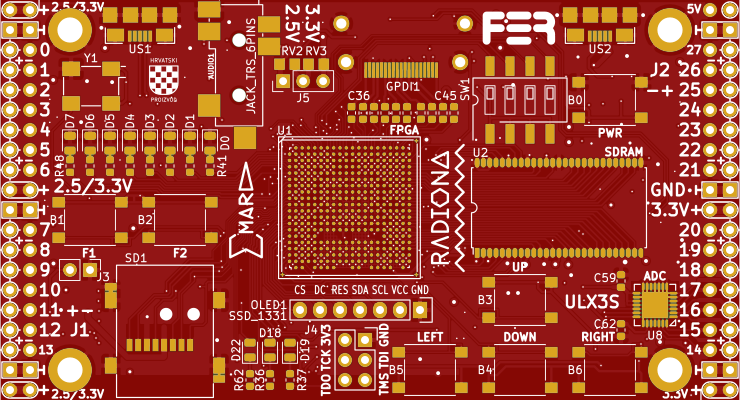 +2.5/3.3V
US1
Y1
HRVATSKI
PROIZVOD
AUDIO1
JACK_TRS_6PINS
2.5V
3.3V
RV2 RV3
J5
GPDI1
FER
US2
5V+
27
SW1
B0
PWR
J2
-+
0
1
2
3
4
5
6
26
25
24
23
22
21
D7
D6
D5
D4
D3
D2
D1
D0
R48
R41
C36
C45
FPGA
U1
U2
SDRAM
+2.5/3.3V
GND
3.3V+
MAR
RADIONA
B1
B2
F1
F2
7
8
9
10
11+-
12
13
J1
20
19
18
17
16
15
14
J3
SD1
CS DC RES SDA SCL VCC GND
OLED1
SSD_1331
J4
UP
B3
C59
ADC
ULX3S
C62
U8
D22
D18
D19
R62
R36
R37
TDO TCK 3V3
TMS TDI GND
LEFT
B5
DOWN
B4
RIGHT
B6
+2.5/3.3V
3.3V+